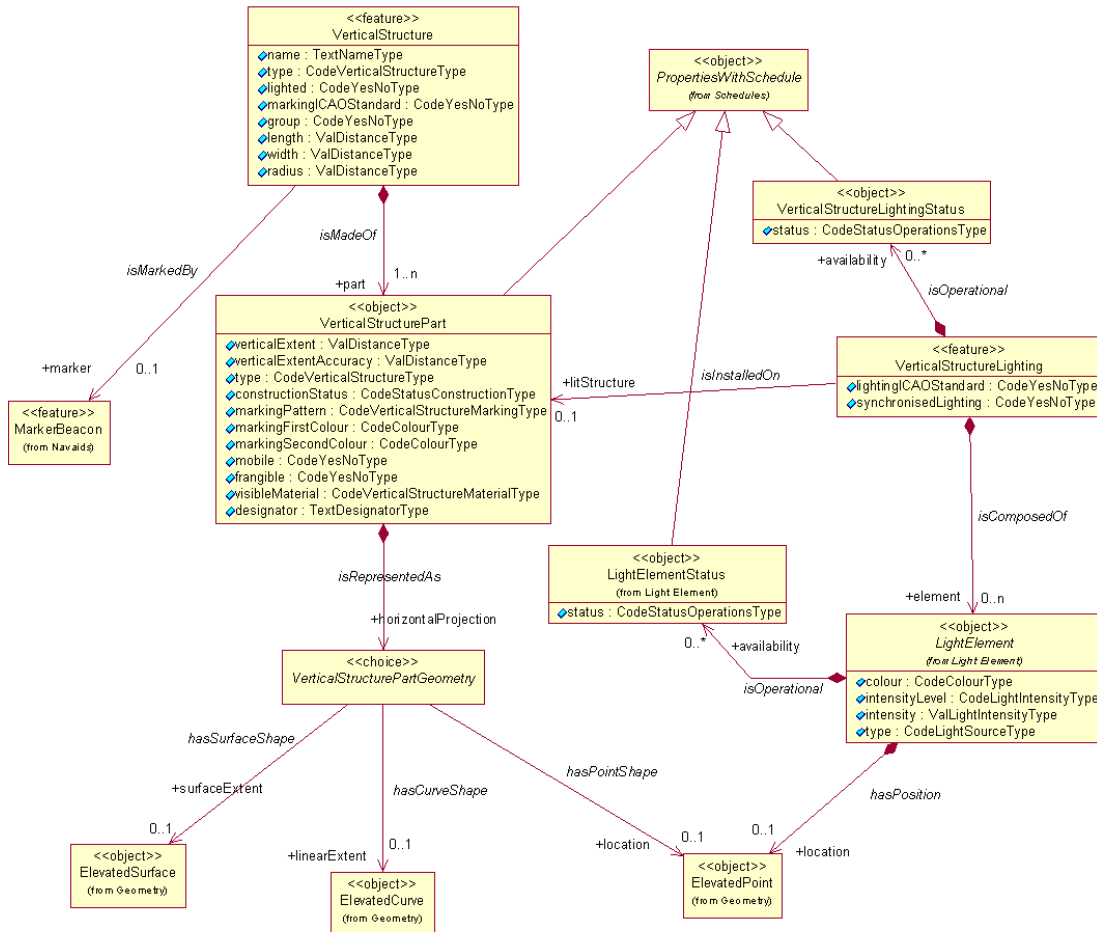 <<feature>>
VerticalStructure
name : TextNameType
type : CodeVerticalStructureType
lighted : CodeYesNoType
markingICAOStandard : CodeYesNoType
group : CodeYesNoType
length : ValDistanceType
width : ValDistanceType
radius : ValDistanceType
<<object>>
PropertiesWithSchedule
(from Schedules)
<<object>>
VerticalStructureLightingStatus
status : CodeStatusOperationsType
isMadeOf
isMarkedBy
+part
1..n
+availability
0..*
isOperational
<<object>>
VerticalStructurePart
verticalExtent : ValDistanceType
verticalExtentAccuracy : ValDistanceType
type : CodeVerticalStructureType
constructionStatus : CodeStatusConstructionType
markingPattern : CodeVerticalStructureMarkingType
markingFirstColour : CodeColourType
markingSecondColour : CodeColourType
mobile : CodeYesNoType
frangible : CodeYesNoType
visibleMaterial : CodeVerticalStructureMaterialType
designator : TextDesignatorType
<<feature>>
VerticalStructureLighting
lightingICAOStandard : CodeYesNoType
synchronisedLighting : CodeYesNoType
+marker
0..1
<<feature>>
MarkerBeacon
(from Navaids)
+litStructure
0..1
isInstalledOn
isComposedOf
+element
0..n
<<object>>
LightElementStatus
(from Light Element)
status : CodeStatusOperationsType
isRepresentedAs
+horizontalProjection
0..*
+availability
isOperational
<<object>>
LightElement
(from Light Element)
colour : CodeColourType
intensityLevel : CodeLightIntensityType
intensity : ValLightIntensityType
type : CodeLightSourceType
<<choice>>
VerticalStructurePartGeometry
hasSurfaceShape
+surfaceExtent
0..1
hasCurveShape
+linearExtent
0..1
hasPointShape
+location
0..1
hasPosition
0..1
+location
<<object>>
ElevatedSurface
(from Geometry)
<<object>>
ElevatedCurve
(from Geometry)
<<object>>
ElevatedPoint
(from Geometry)